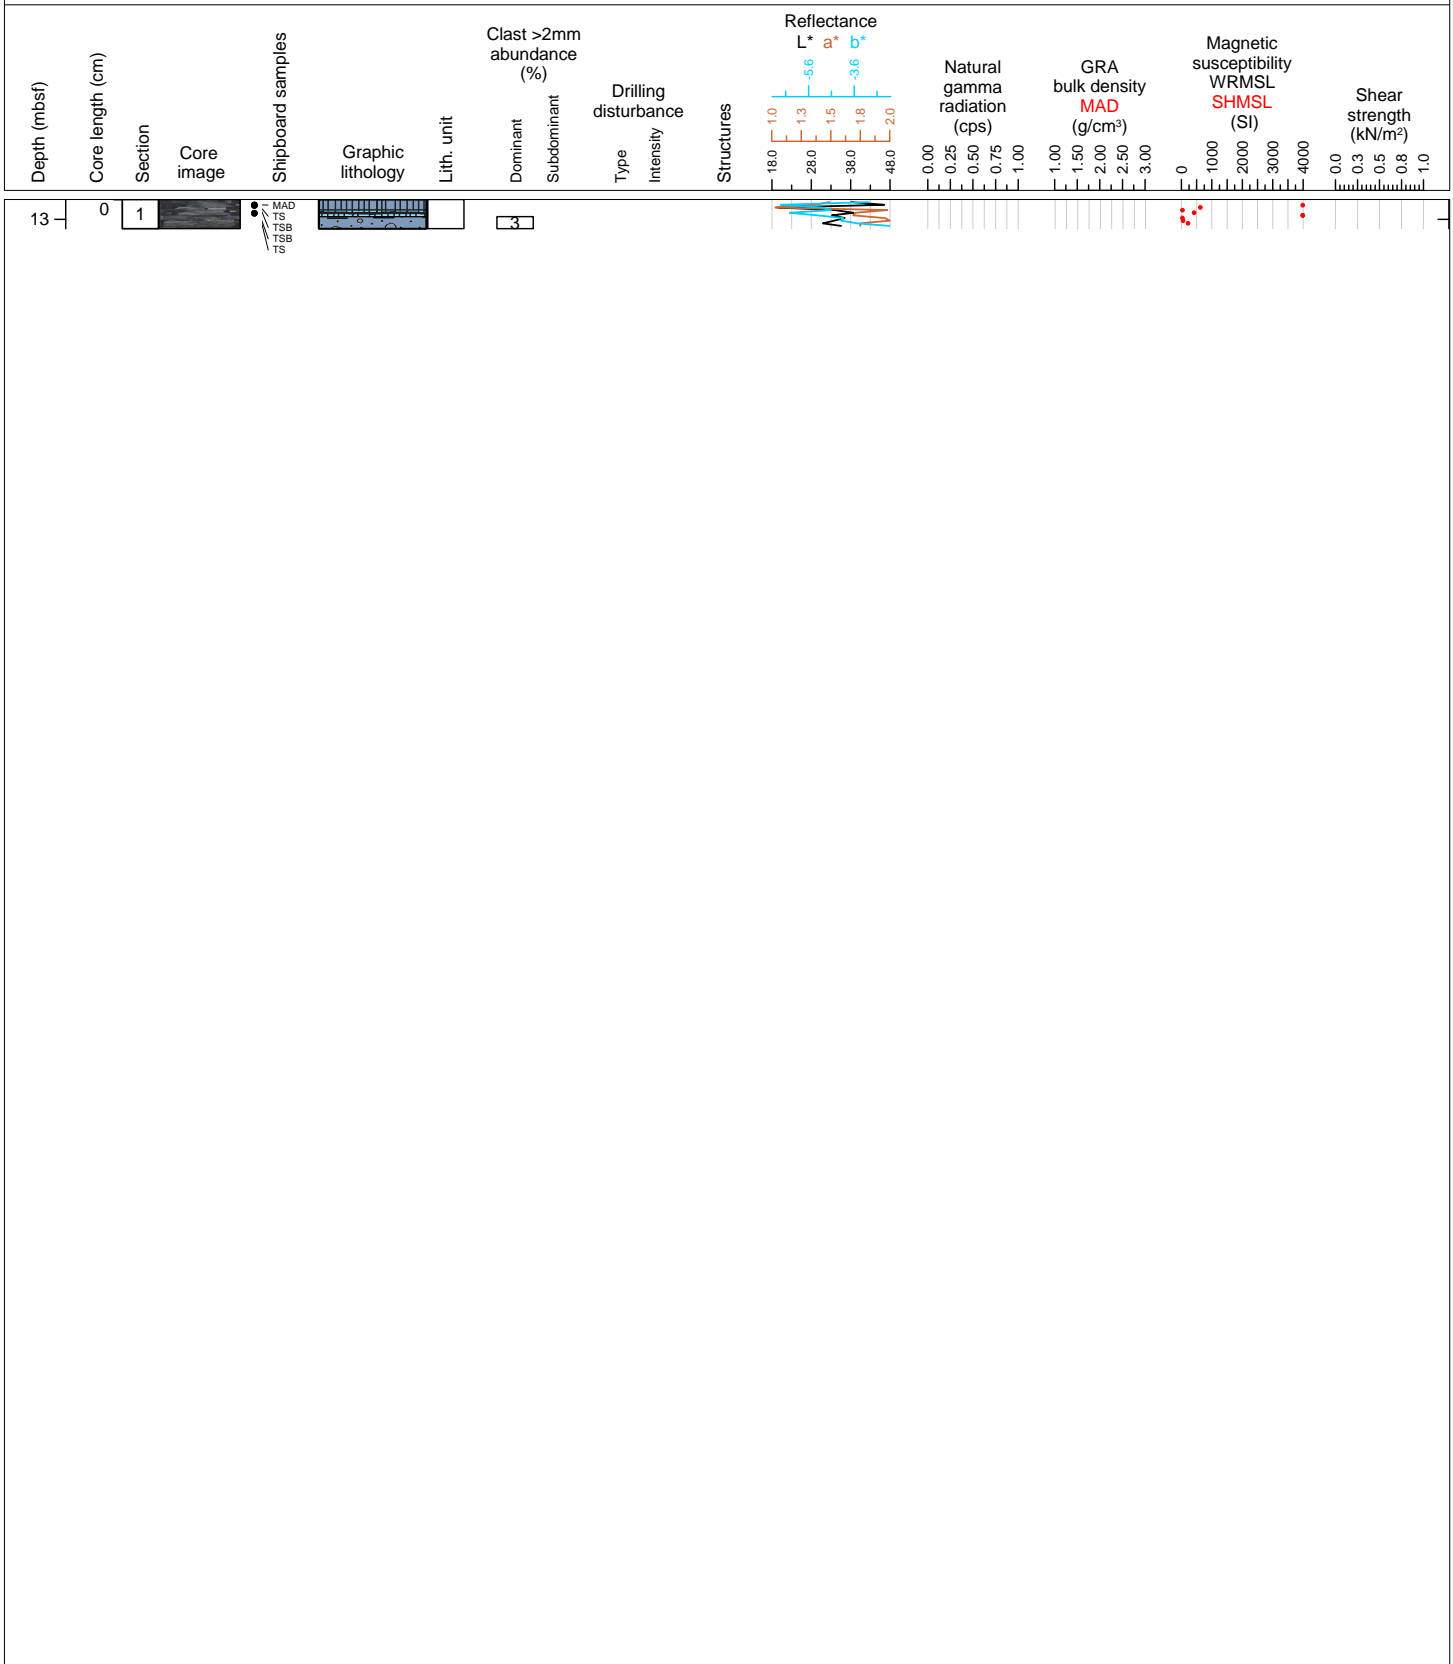 Depth (mbsf)
Core length (cm)
Section
Core
image
Shipboard samples
Graphic
lithology
Lith. unit
Clast >2mm
abundance
(%)
Dominant
Subdominant
Drilling
disturbance
Type
Intensity
Structures
Reflectance
L* a* b*
-5.6 -3.6
1.0 1.3 1.5 1.8 2.0
18.0 28.0 38.0 48.0
Natural
gamma
radiation
(cps)
0.00 0.25 0.50 0.75 1.00
GRA
bulk density
MAD
(g/cm³)
1.00 1.50 2.00 2.50 3.00
Magnetic
susceptibility
WRMSL
SHMSL
(SI)
0 1000 2000 3000 4000
Shear
strength
(kN/m²)
0.0 0.3 0.5 0.8 1.0
13
0
1
MAD
TS
TSB
TSB
TS
3